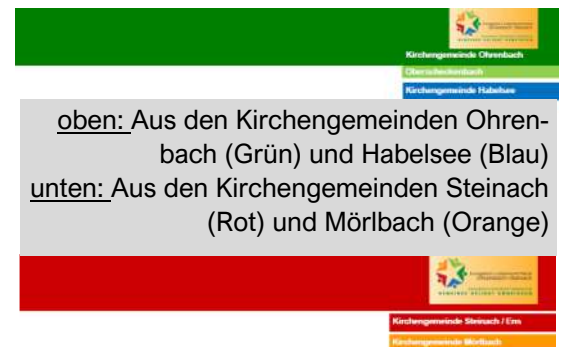 Kirchengemeinde Ohrenbach
Oberscheckenbach
Kirchengemeinde Habelsee
oben: Aus den Kirchengemeinden Ohren-
bach (Grün) und Habelsee (Blau)
unten: Aus den Kirchengemeinden Steinach
(Rot) und Mörlbach (Orange)
Kirchengemeinde Steinach / Ens
Kirchengemeinde Mörlbach